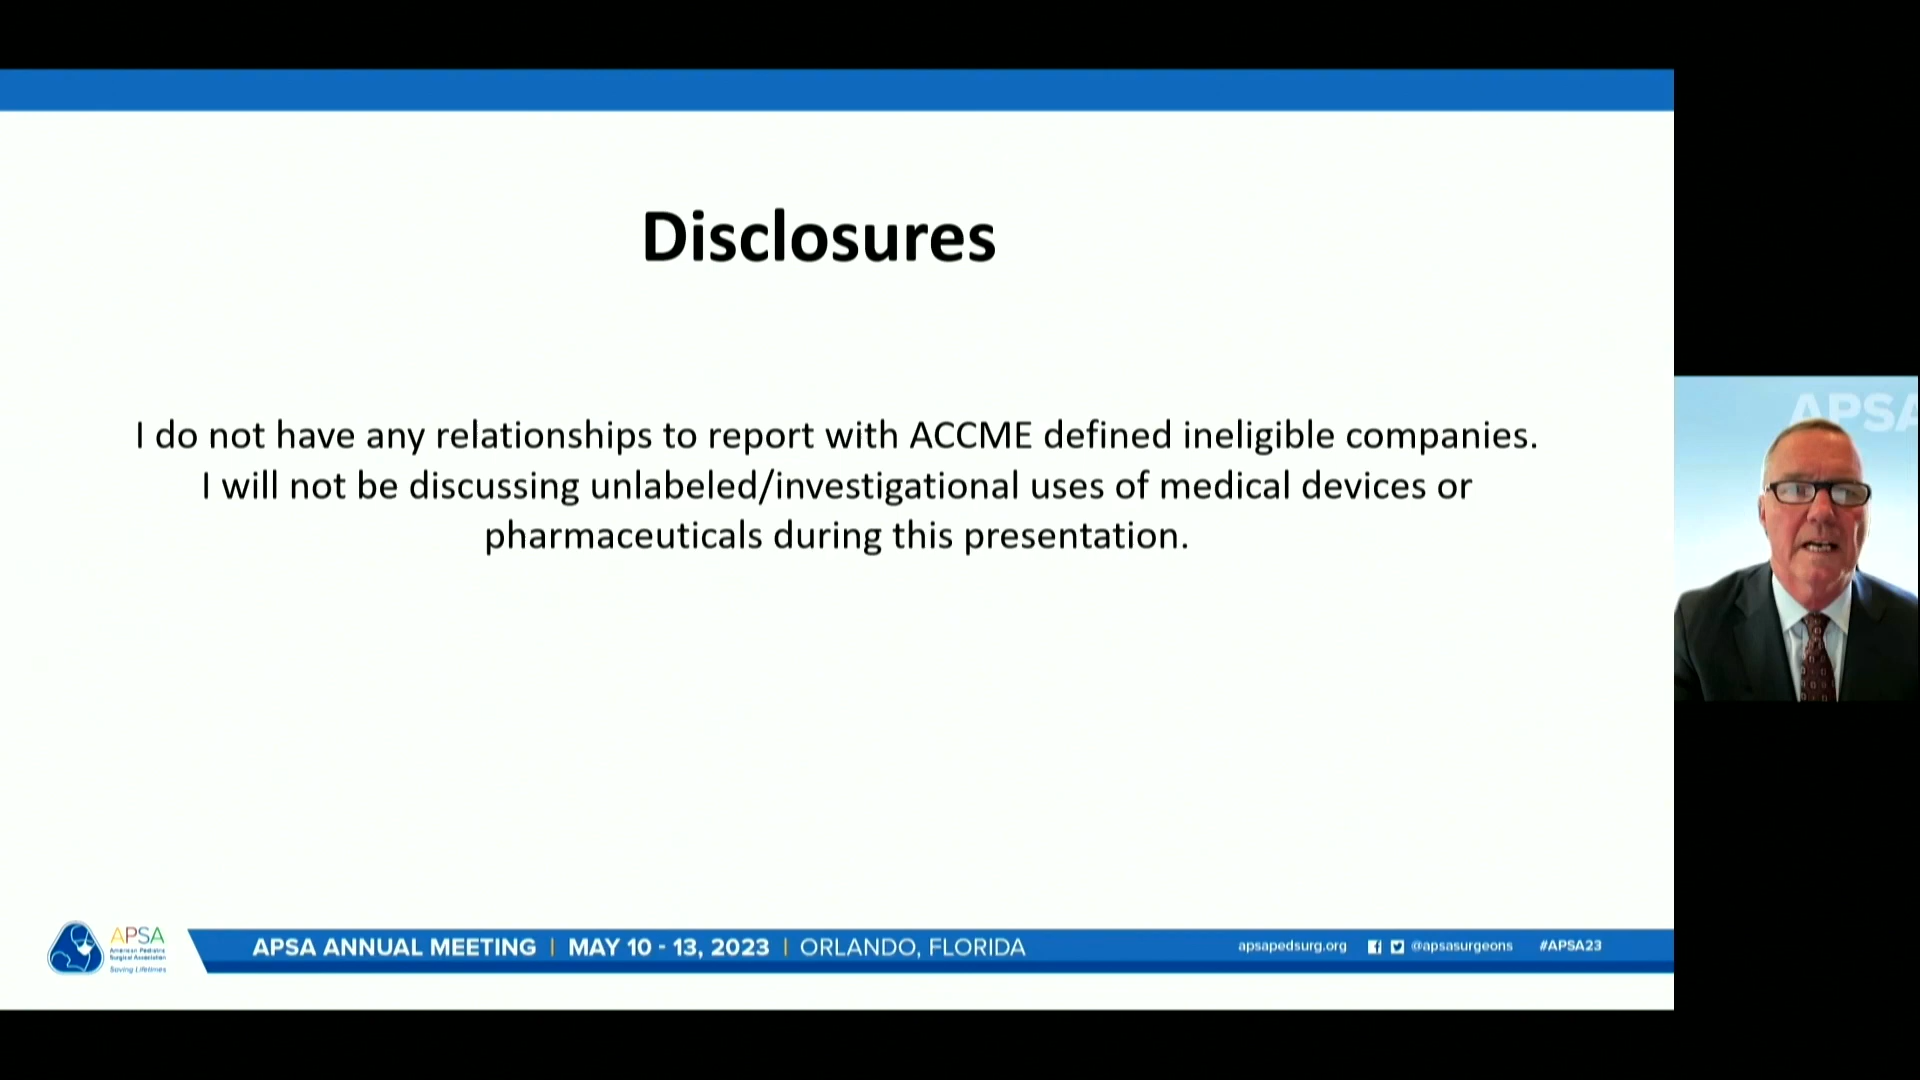 Disclosures
I do not have any relationships to report with ACCME defined ineligible companies.
I will not be discussing unlabeled/investigational uses of medical devices or
pharmaceuticals during this presentation.
APSA
APSA
American Pediatric
Surgical Association
Saving Lifetimes
APSA ANNUAL MEETING | MAY 10 - 13, 2023 | ORLANDO, FLORIDA
apsapedsurg.org @apsasurgeons #APSA23